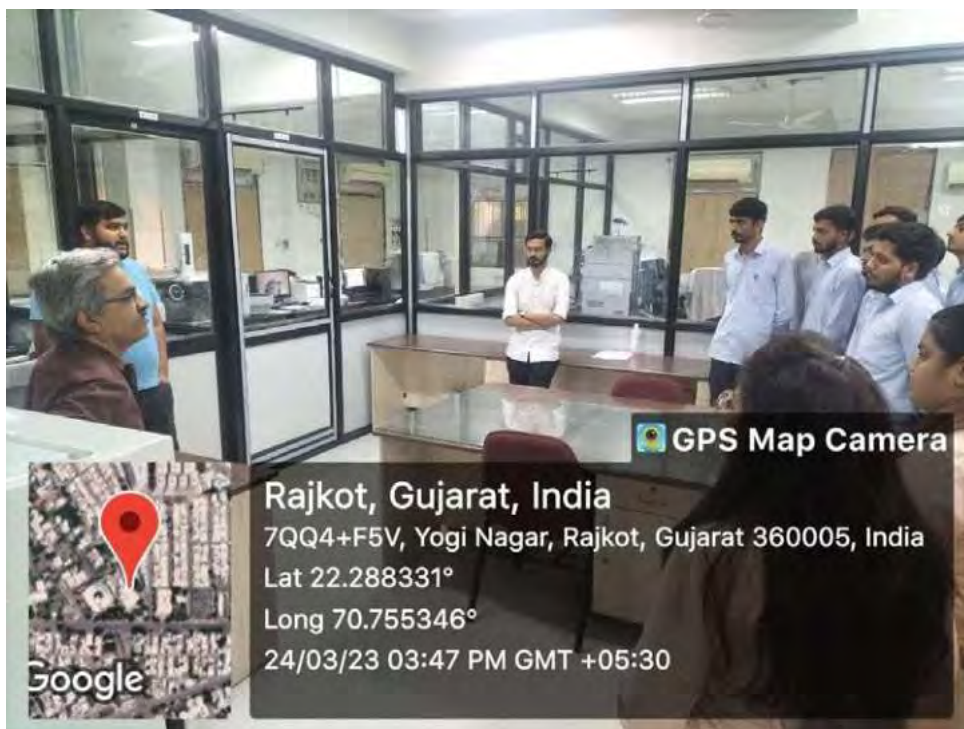 GPS Map Camera
Rajkot, Gujarat, India
7QQ4+F5V, Yogi Nagar, Rajkot, Gujarat 360005, India
Lat 22.288331°
Long 70.755346°
24/03/23 03:47 PM GMT +05:30
Google